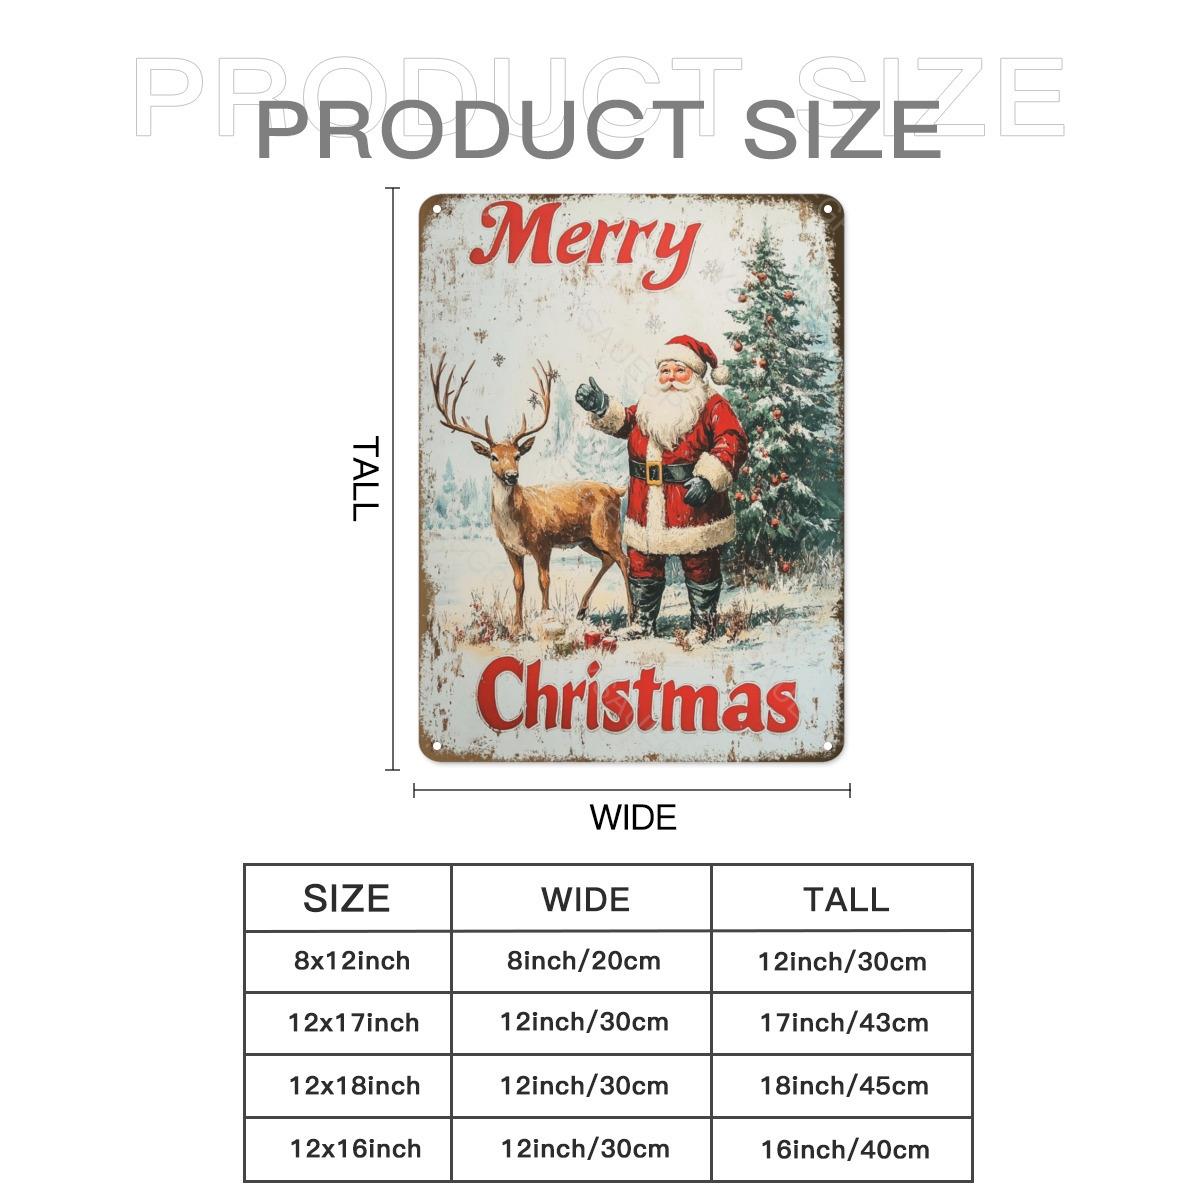 PRODUCT SIZE
PRODUCT SIZE
Merry
TALL
Christmas
WIDE
SIZE WIDE TALL
8x12inch 8inch/20cm 12inch/30cm
12x17inch 12inch/30cm 17inch/43cm
12x18inch 12inch/30cm 18inch/45cm
12x16inch 12inch/30cm 16inch/40cm